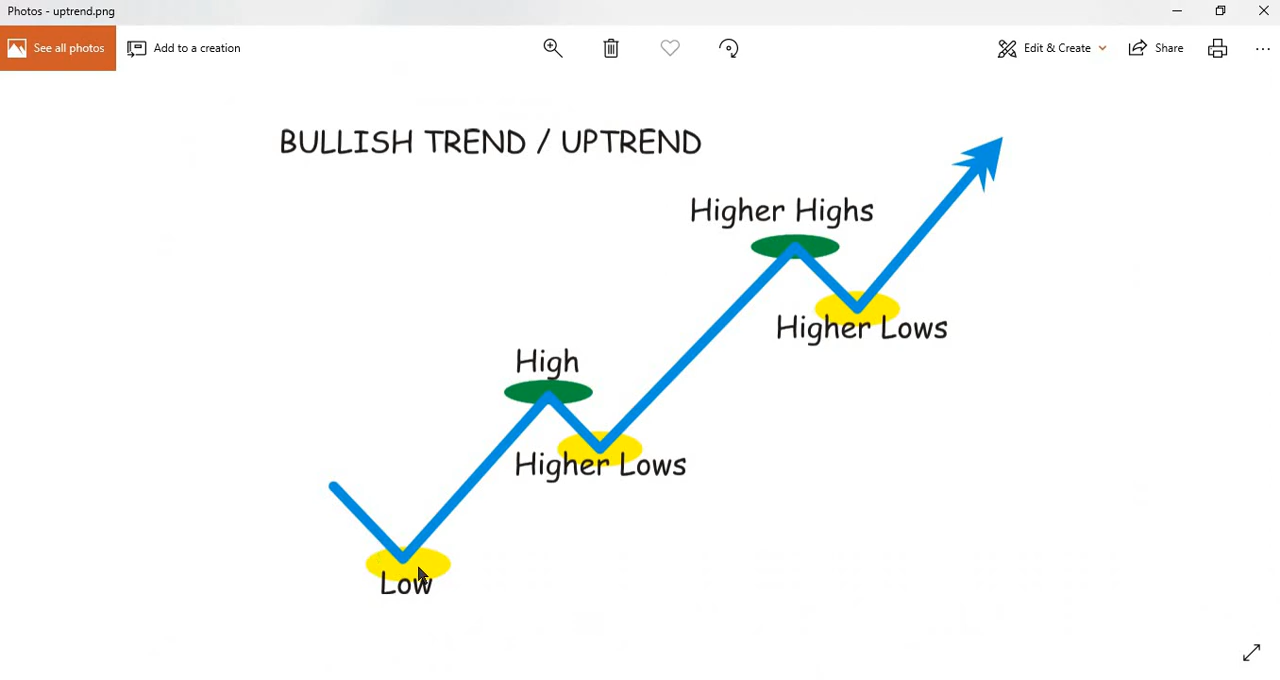 Photos - uptrend.png
See all photos
Add to a creation
Edit & Create
Share
BULLISH TREND / UPTREND
Higher Highs
Higher Lows
High
Higher Lows
Low